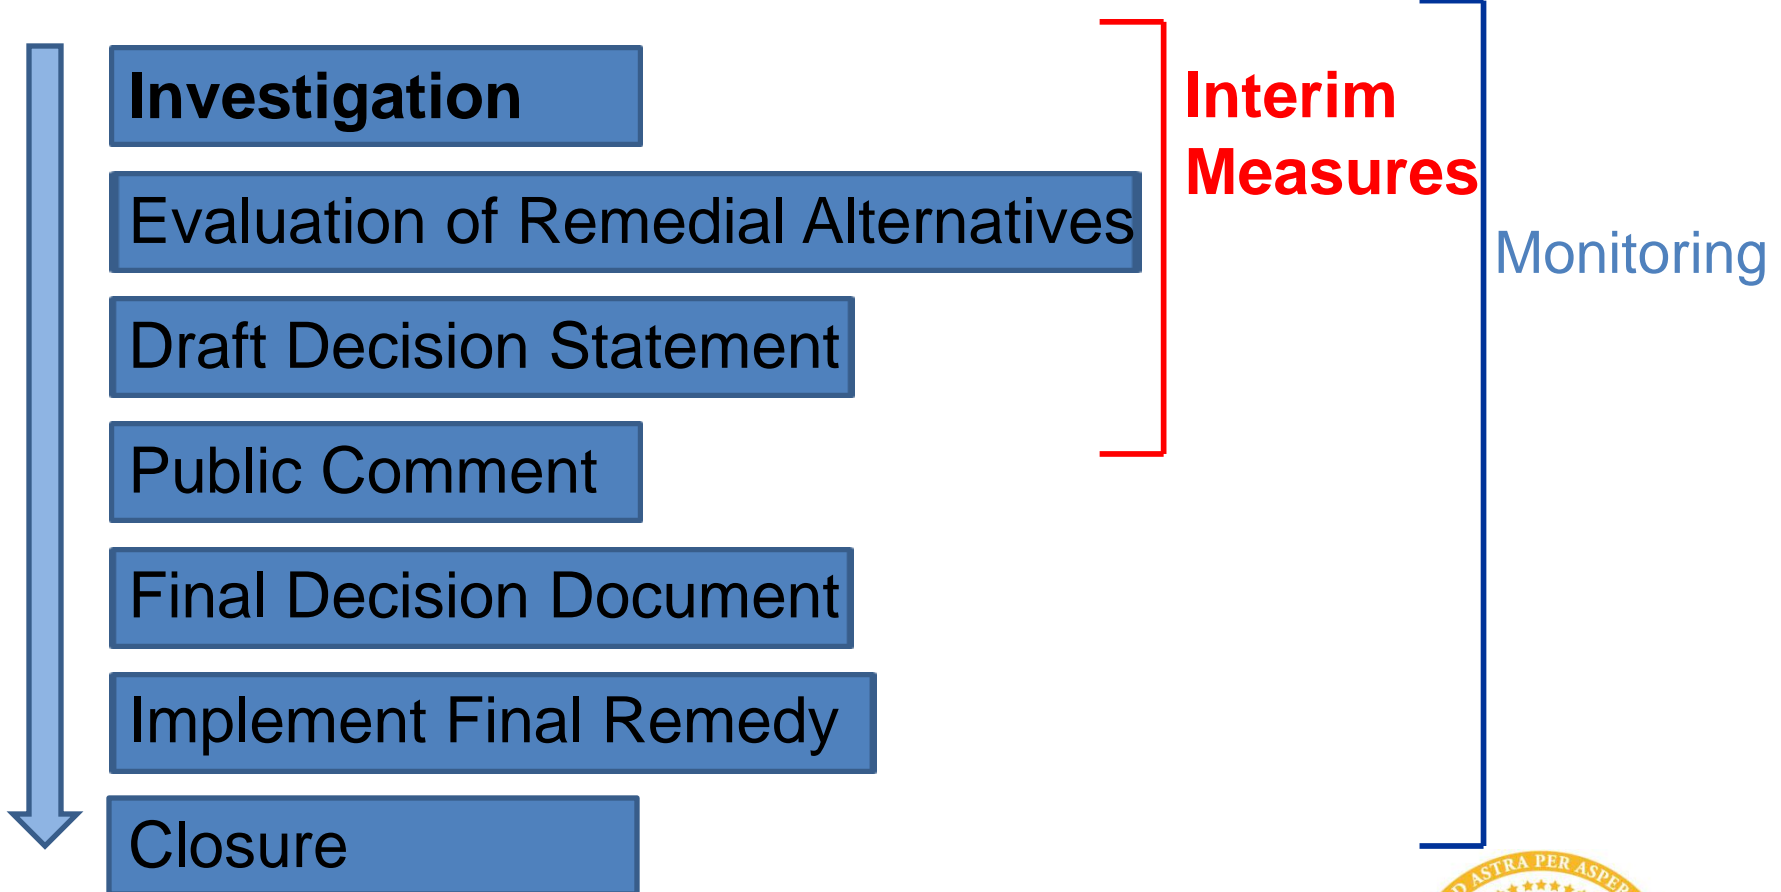 Investigation
Interim
Measures
Evaluation of Remedial Alternatives
Monitoring
Draft Decision Statement
Public Comment
Final Decision Document
Implement Final Remedy
Closure
AD ASTRA PER ASPERA